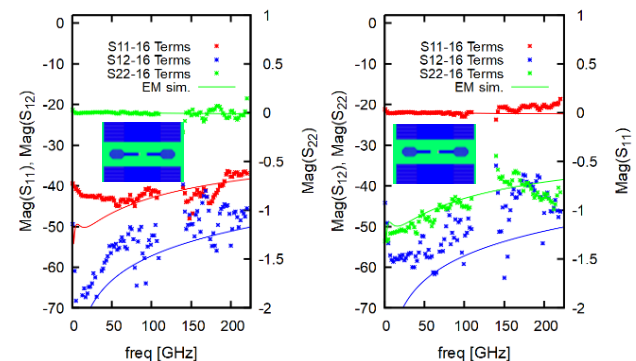 S11-16 Terms
S12-16 Terms
S22-16 Terms
EM sim.
0
-10
-20
-30
-40
-50
-60
-70
1
0.5
0
-0.5
-1
-1.5
-2
0
50
100
150
200
freq [GHz]
Mag(S11), Mag(S12)
Mag(S22)
S11-16 Terms
S12-16 Terms
S22-16 Terms
EM sim.
0
-10
-20
-30
-40
-50
-60
-70
1
0.5
0
-0.5
-1
-1.5
-2
0
50
100
150
200
freq [GHz]
Mag(S12), Mag(S22)
Mag(S11)